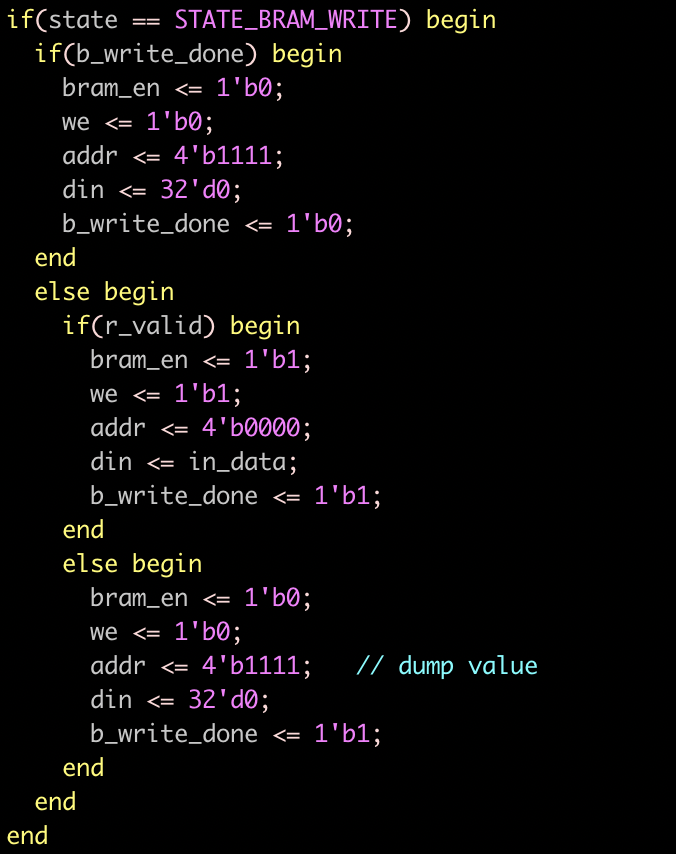 if(state == STATE_BRAM_WRITE) begin
  if(b_write_done) begin
    bram_en <= 1'b0;
    we <= 1'b0;
    addr <= 4'b1111;
    din <= 32'd0;
    b_write_done <= 1'b0;
  end
  else begin
    if(r_valid) begin
      bram_en <= 1'b1;
      we <= 1'b1;
      addr <= 4'b0000;
      din <= in_data;
      b_write_done <= 1'b1;
    end
    else begin
      bram_en <= 1'b0;
      we <= 1'b0;
      addr <= 4'b1111;   // dump value
      din <= 32'd0;
      b_write_done <= 1'b1;
    end
  end
end